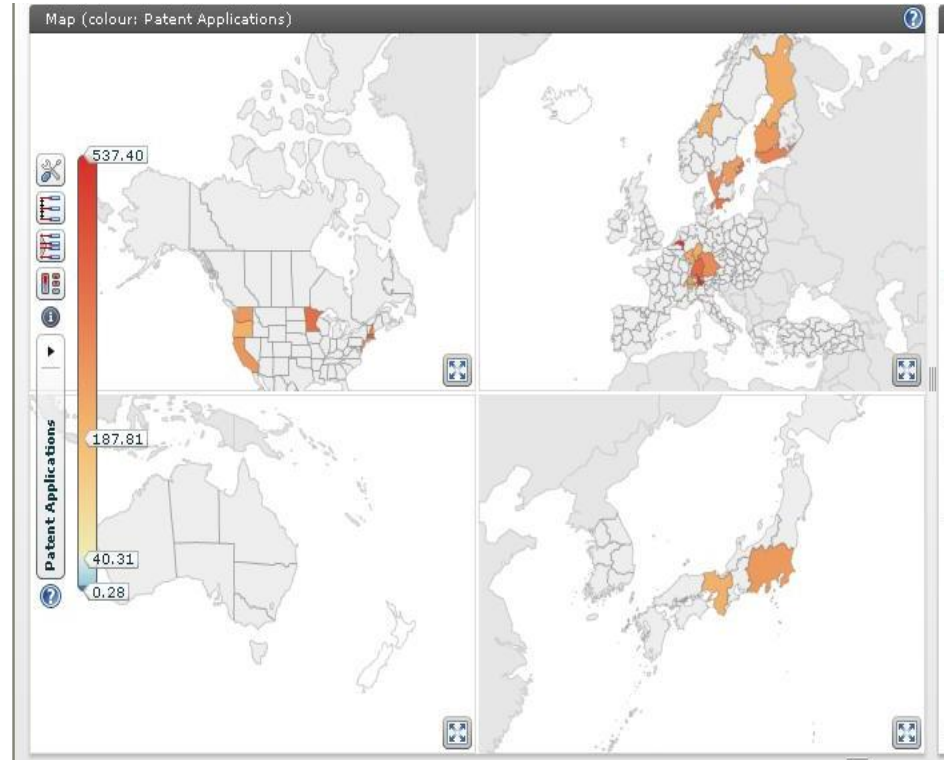 Map (colour: Patent Applications)
?
537.40
187.81
40.31
0.28
i
Patent Applications
?